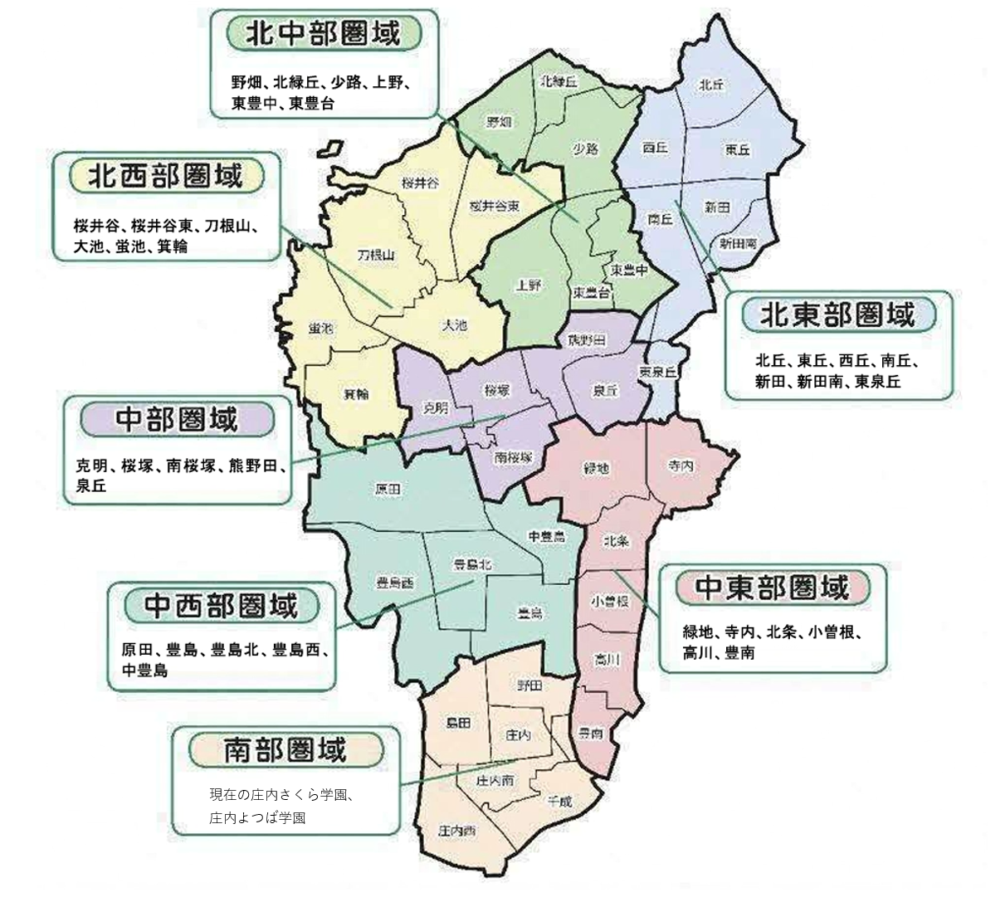 北中部圏域
野畑、北緑丘、少路、上野、
東豊中、東豊台
北西部圏域
桜井谷、桜井谷東、刀根山、
大池、蛍池、箕輪
北東部圏域
北丘、東丘、西丘、南丘、
新田、新田南、東泉丘
中部圏域
克明、桜塚、南桜塚、熊野田、
泉丘
中西部圏域
原田、豊島、豊島北、豊島西、
中豊島
中東部圏域
緑地、寺内、北条、小曽根、
高川、豊南
南部圏域
現在の庄内さくら学園、
庄内よつば学園
北緑丘
野畑
少路
北丘
西丘
東丘
桜井谷
桜井谷東
南丘
新田
新田南
刀根山
上野
東豊中
東豊台
蛍池
大池
熊野田
東泉丘
箕輪
克明
桜塚
泉丘
南桜塚
緑地
寺内
原田
中豊島
北条
豊島西
豊島北
豊島
小曽根
高川
野田
島田
庄内
豊南
庄内南
千成
庄内西